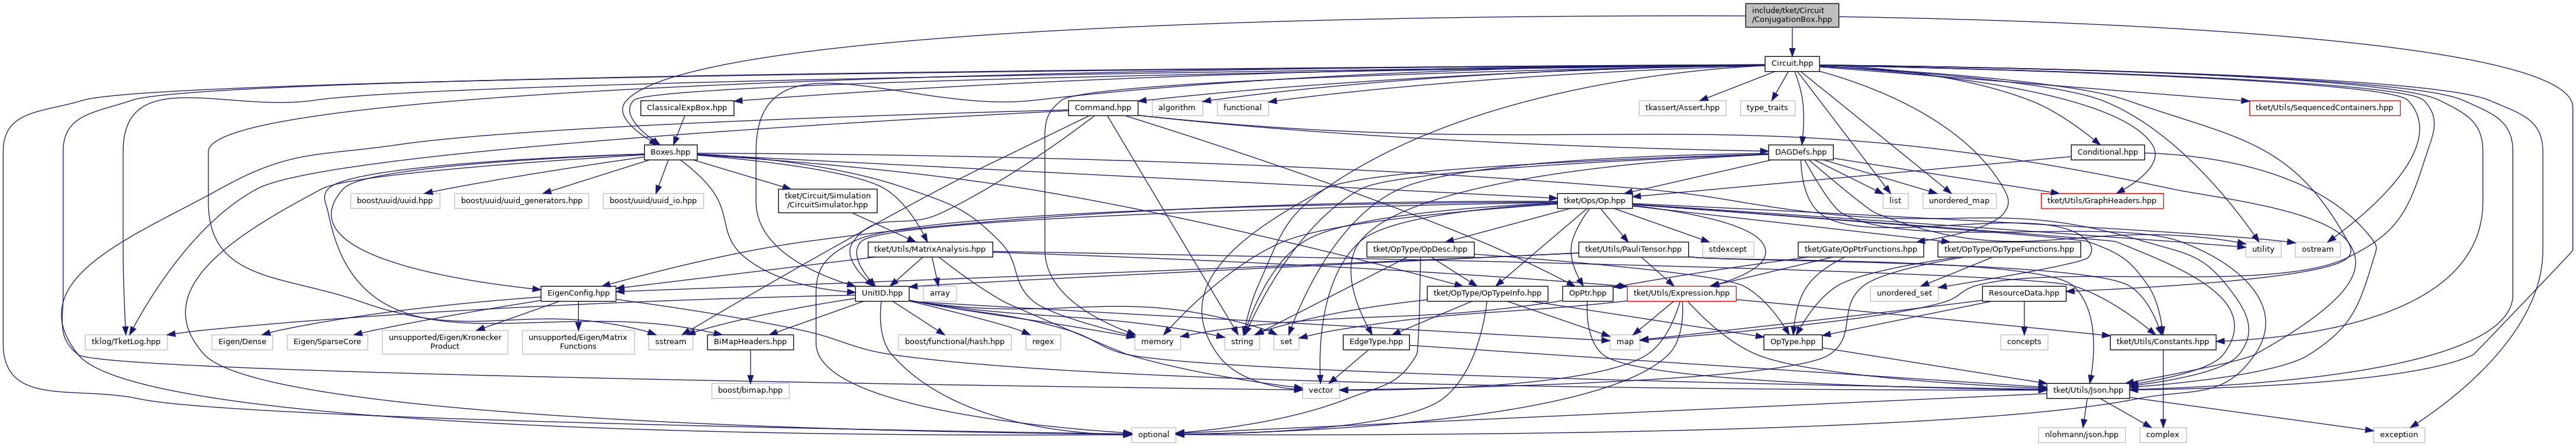 include/tket/Circuit
/ConjugationBox.hpp
Circuit.hpp
ClassicalExpBox.hpp
Command.hpp
algorithm
functional
tkassert/Assert.hpp
type_traits
tket/Utils/SequencedContainers.hpp
Boxes.hpp
DAGDefs.hpp
Conditional.hpp
boost/uuid/uuid.hpp
boost/uuid/uuid_generators.hpp
boost/uuid/uuid_io.hpp
tket/Circuit/Simulation
/CircuitSimulator.hpp
tket/Ops/Op.hpp
list
unordered_map
tket/Utils/GraphHeaders.hpp
tket/Utils/MatrixAnalysis.hpp
tket/OpType/OpDesc.hpp
tket/Utils/PauliTensor.hpp
stdexcept
tket/Gate/OpPtrFunctions.hpp
tket/OpType/OpTypeFunctions.hpp
utility
ostream
EigenConfig.hpp
UnitID.hpp
array
tket/OpType/OpTypeInfo.hpp
OpPtr.hpp
tket/Utils/Expression.hpp
unordered_set
ResourceData.hpp
tklog/TketLog.hpp
Eigen/Dense
Eigen/SparseCore
unsupported/Eigen/Kronecker
Product
unsupported/Eigen/Matrix
Functions
sstream
BiMapHeaders.hpp
boost/functional/hash.hpp
regex
memory
string
set
EdgeType.hpp
map
OpType.hpp
concepts
tket/Utils/Constants.hpp
boost/bimap.hpp
vector
tket/Utils/Json.hpp
optional
nlohmann/json.hpp
complex
exception